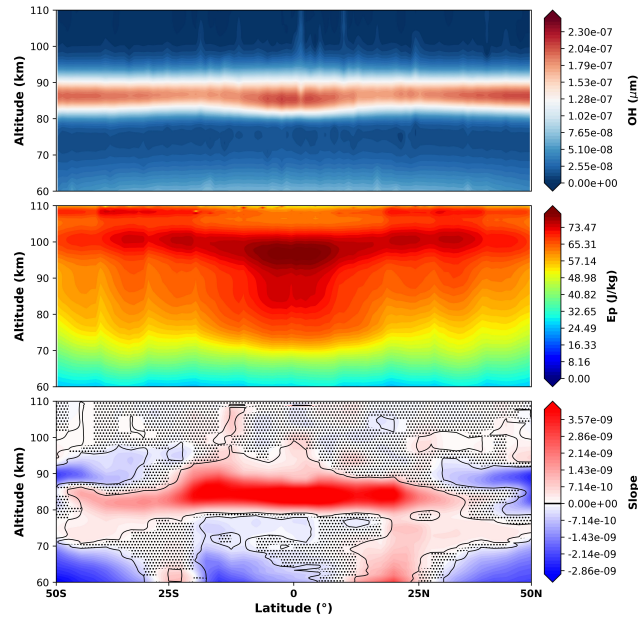 110
100
90
80
70
60
Altitude (km)
2.30e-07
2.04e-07
1.79e-07
1.53e-07
1.28e-07
1.02e-07
7.65e-08
5.10e-08
2.55e-08
0.00e+00
OH (μm)
110
100
90
80
70
60
Altitude (km)
73.47
65.31
57.14
48.98
40.82
32.65
24.49
16.33
8.16
0.00
Ep (J/kg)
110
100
90
80
70
60
Altitude (km)
3.57e-09
2.86e-09
2.14e-09
1.43e-09
7.14e-10
0.00e+00
-7.14e-10
-1.43e-09
-2.14e-09
-2.86e-09
Slope
50S
25S
0
25N
50N
Latitude (°)